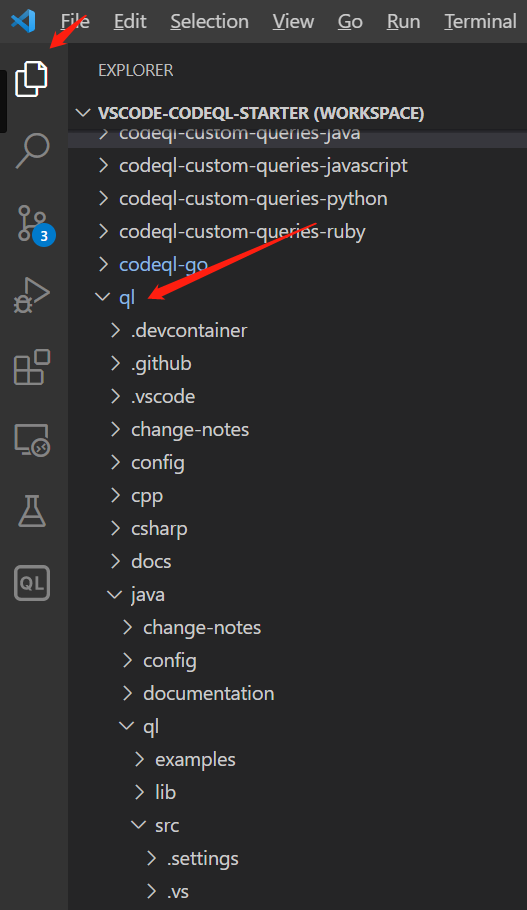 File Edit Selection View Go Run Terminal
EXPLORER
VSCODE-CODEQL-STARTER (WORKSPACE)
codeql-custom-queries-java
codeql-custom-queries-javascript
codeql-custom-queries-python
codeql-custom-queries-ruby
3
codeql-go
ql
.devcontainer
.github
.vscode
change-notes
config
cpp
csharp
docs
QL
java
change-notes
config
documentation
ql
examples
lib
src
.settings
.vs